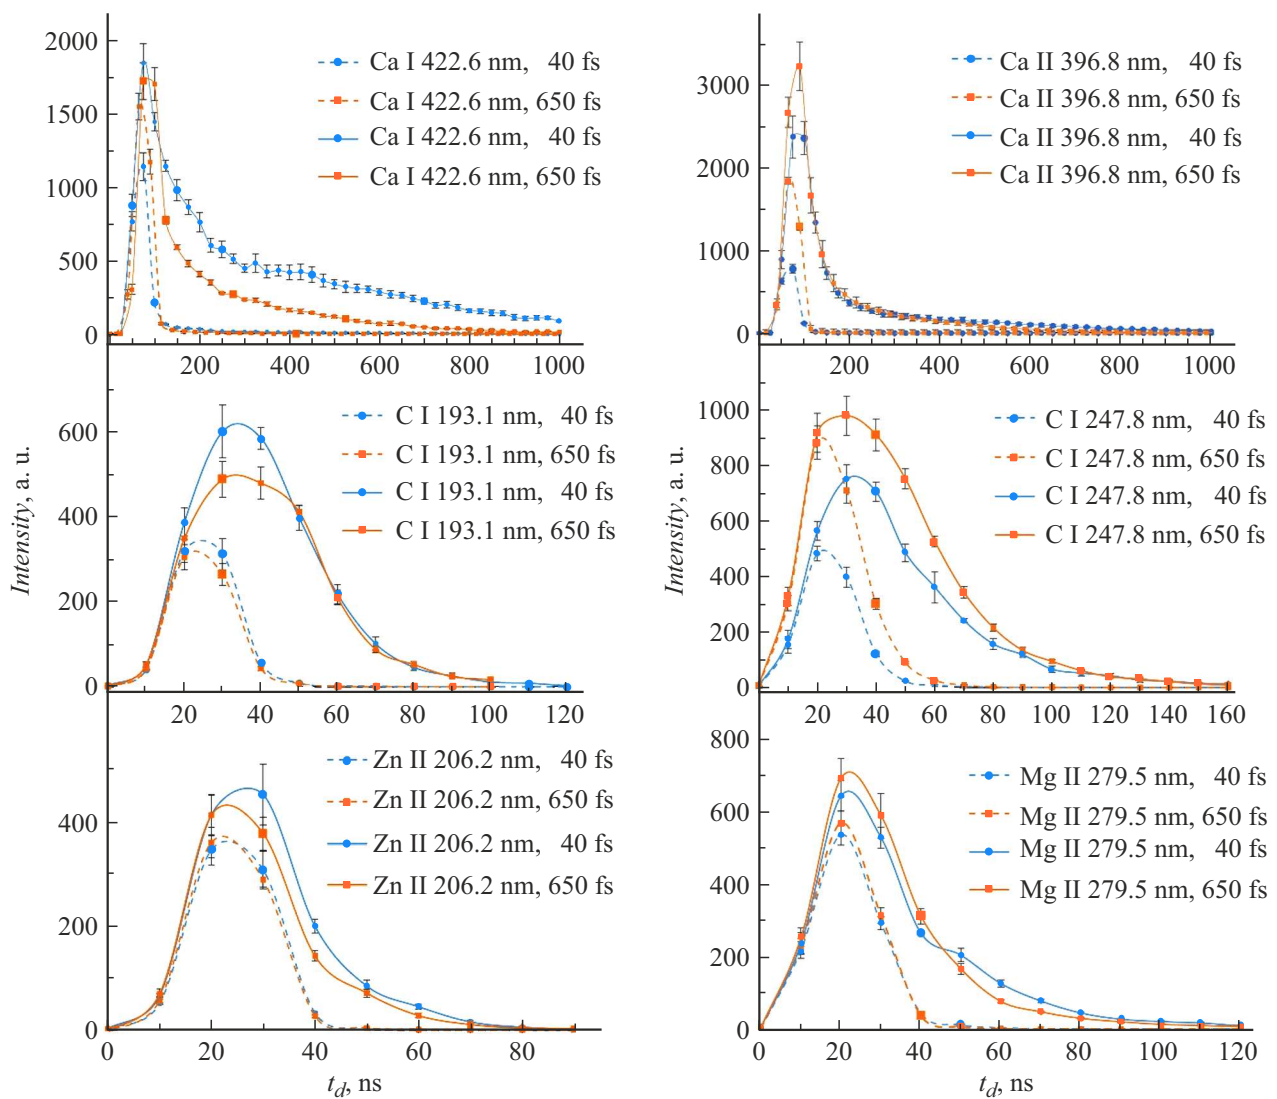 2000
1500
1000
500
0
Ca I 422.6 nm, 40 fs
Ca I 422.6 nm, 650 fs
Ca I 422.6 nm, 40 fs
Ca I 422.6 nm, 650 fs
200 400 600 800 1000
3000
2000
1000
0
Ca II 396.8 nm, 40 fs
Ca II 396.8 nm, 650 fs
Ca II 396.8 nm, 40 fs
Ca II 396.8 nm, 650 fs
200 400 600 800 1000
Intensity, a. u.
600
400
200
0
C I 193.1 nm, 40 fs
C I 193.1 nm, 650 fs
C I 193.1 nm, 40 fs
C I 193.1 nm, 650 fs
20 40 60 80 100 120
Intensity, a. u.
1000
800
600
400
200
0
C I 247.8 nm, 40 fs
C I 247.8 nm, 650 fs
C I 247.8 nm, 40 fs
C I 247.8 nm, 650 fs
20 40 60 80 100 120 140 160
400
200
0
Zn II 206.2 nm, 40 fs
Zn II 206.2 nm, 650 fs
Zn II 206.2 nm, 40 fs
Zn II 206.2 nm, 650 fs
0 20 40 60 80
t_d, ns
800
600
400
200
0
Mg II 279.5 nm, 40 fs
Mg II 279.5 nm, 650 fs
Mg II 279.5 nm, 40 fs
Mg II 279.5 nm, 650 fs
0 20 40 60 80 100 120
t_d, ns